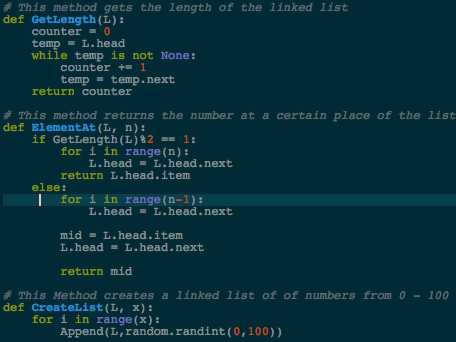 # This method gets the length of the linked list
def GetLength(L):
    counter = 0
    temp = L.head
    while temp is not None:
        counter += 1
        temp = temp.next
    return counter

# This method returns the number at a certain place of the list
def ElementAt(L, n):
    if GetLength(L)%2 == 1:
        for i in range(n):
            L.head = L.head.next
        return L.head.item
    else:
        for i in range(n-1):
            L.head = L.head.next

        mid = L.head.item
        L.head = L.head.next

        return mid

# This Method creates a linked list of of numbers from 0 - 100
def CreateList(L, x):
    for i in range(x):
        Append(L,random.randint(0,100))